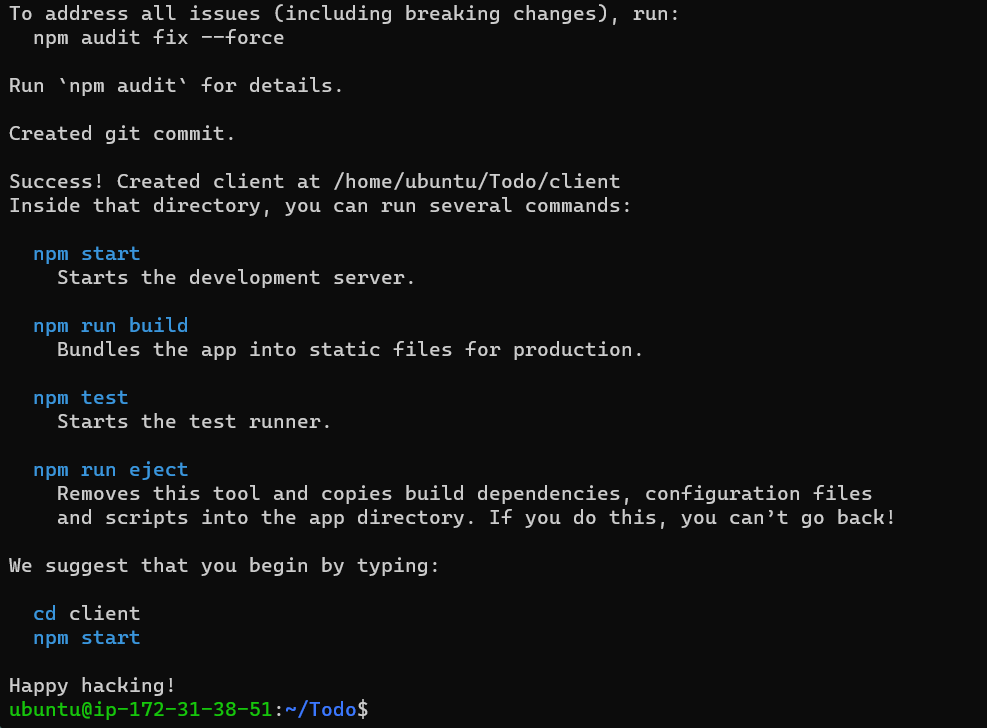 To address all issues (including breaking changes), run:
  npm audit fix --force

Run `npm audit` for details.

Created git commit.

Success! Created client at /home/ubuntu/Todo/client
Inside that directory, you can run several commands:

  npm start
    Starts the development server.

  npm run build
    Bundles the app into static files for production.

  npm test
    Starts the test runner.

  npm run eject
    Removes this tool and copies build dependencies, configuration files
    and scripts into the app directory. If you do this, you can’t go back!

We suggest that you begin by typing:

  cd client
  npm start

Happy hacking!
ubuntu@ip-172-31-38-51:~/Todo$